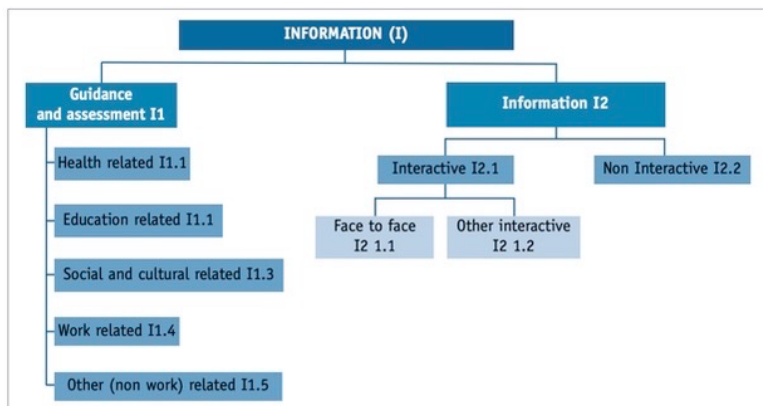 INFORMATION (I)
Guidance
and assessment I1
Information I2
Health related I1.1
Interactive I2.1
Non Interactive I2.2
Education related I1.1
Face to face
I2 1.1
Other interactive
I2 1.2
Social and cultural related I1.3
Work related I1.4
Other (non work) related I1.5